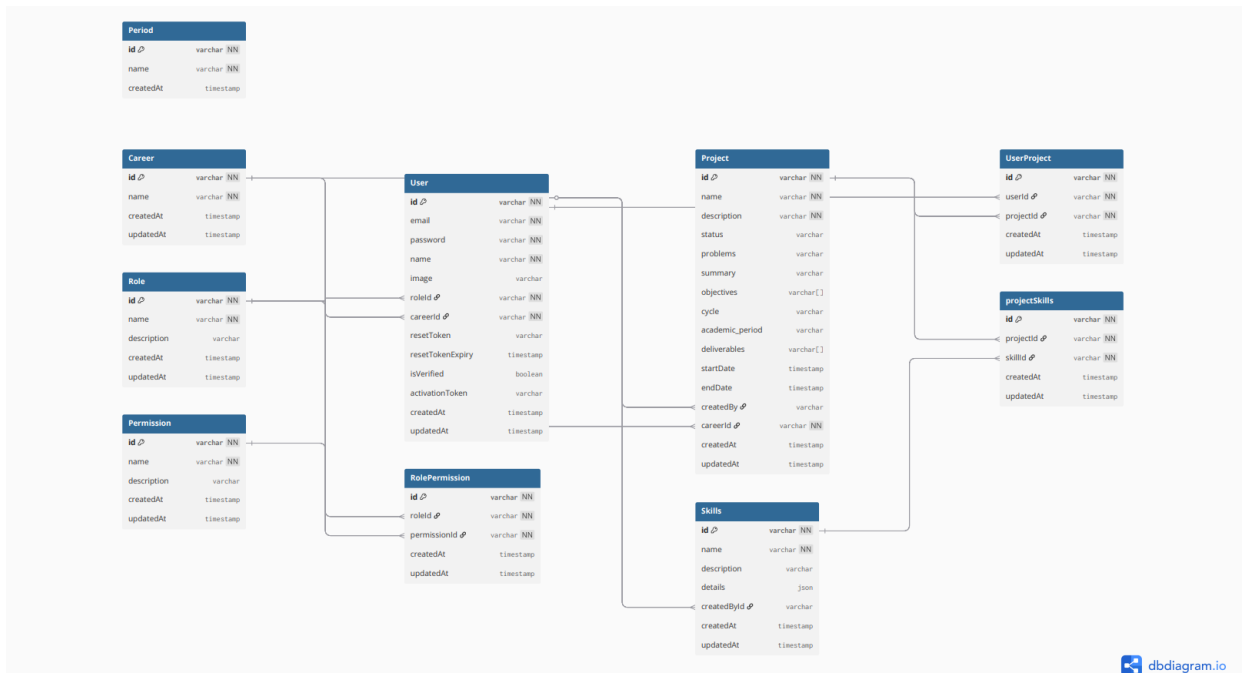 Period
id varchar NN
name varchar NN
createdAt timestamp
Career
id varchar NN
name varchar NN
createdAt timestamp
updatedAt timestamp
Role
id varchar NN
name varchar NN
description varchar
createdAt timestamp
updatedAt timestamp
Permission
id varchar NN
name varchar NN
description varchar
createdAt timestamp
updatedAt timestamp
User
id varchar NN
email varchar NN
password varchar NN
name varchar NN
image varchar
roleId varchar NN
careerId varchar NN
resetToken varchar
resetTokenExpiry timestamp
isVerified boolean
activationToken varchar
createdAt timestamp
updatedAt timestamp
RolePermission
id varchar NN
roleId varchar NN
permissionId varchar NN
createdAt timestamp
updatedAt timestamp
Project
id varchar NN
name varchar NN
description varchar NN
status varchar
problems varchar
summary varchar
objectives varchar[]
cycle varchar
academic_period varchar
deliverables varchar[]
startDate timestamp
endDate timestamp
createdBy varchar
careerId varchar NN
createdAt timestamp
updatedAt timestamp
Skills
id varchar NN
name varchar NN
description varchar
details json
createdById varchar
createdAt timestamp
updatedAt timestamp
UserProject
id varchar NN
userId varchar NN
projectId varchar NN
createdAt timestamp
updatedAt timestamp
projectSkills
id varchar NN
projectId varchar NN
skillId varchar NN
createdAt timestamp
updatedAt timestamp
dbdiagram.io